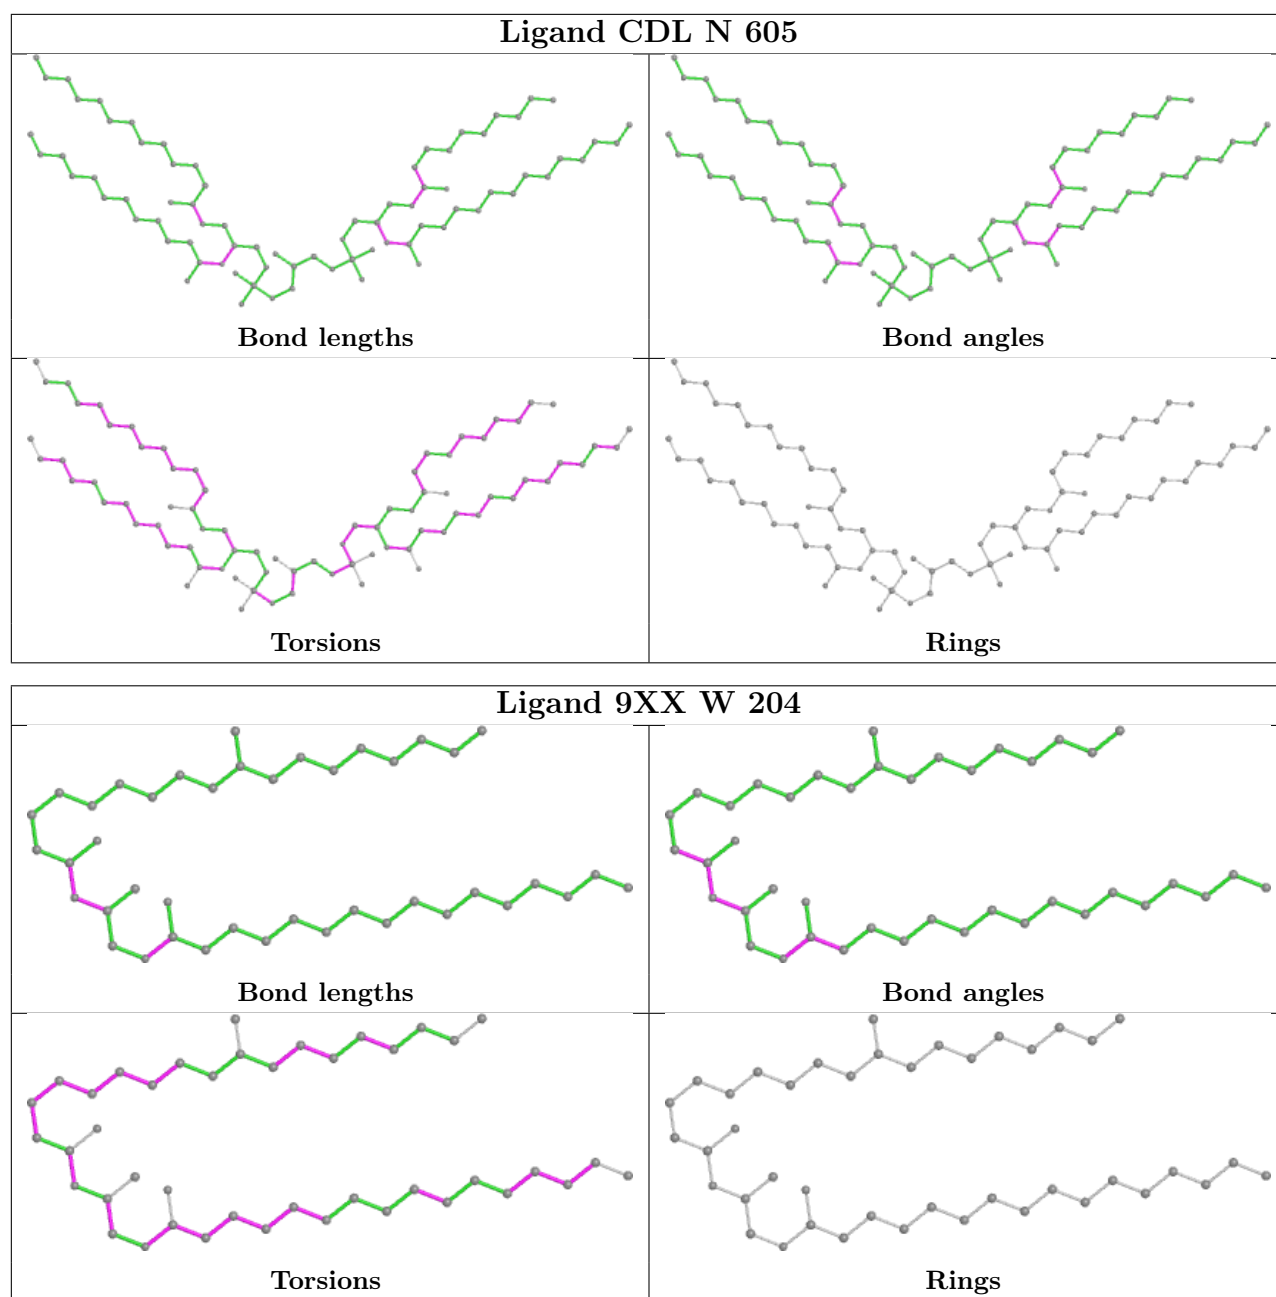 Ligand CDL N 605
Bond lengths
Bond angles
Torsions
Rings
Ligand 9XX W 204
Bond lengths
Bond angles
Torsions
Rings